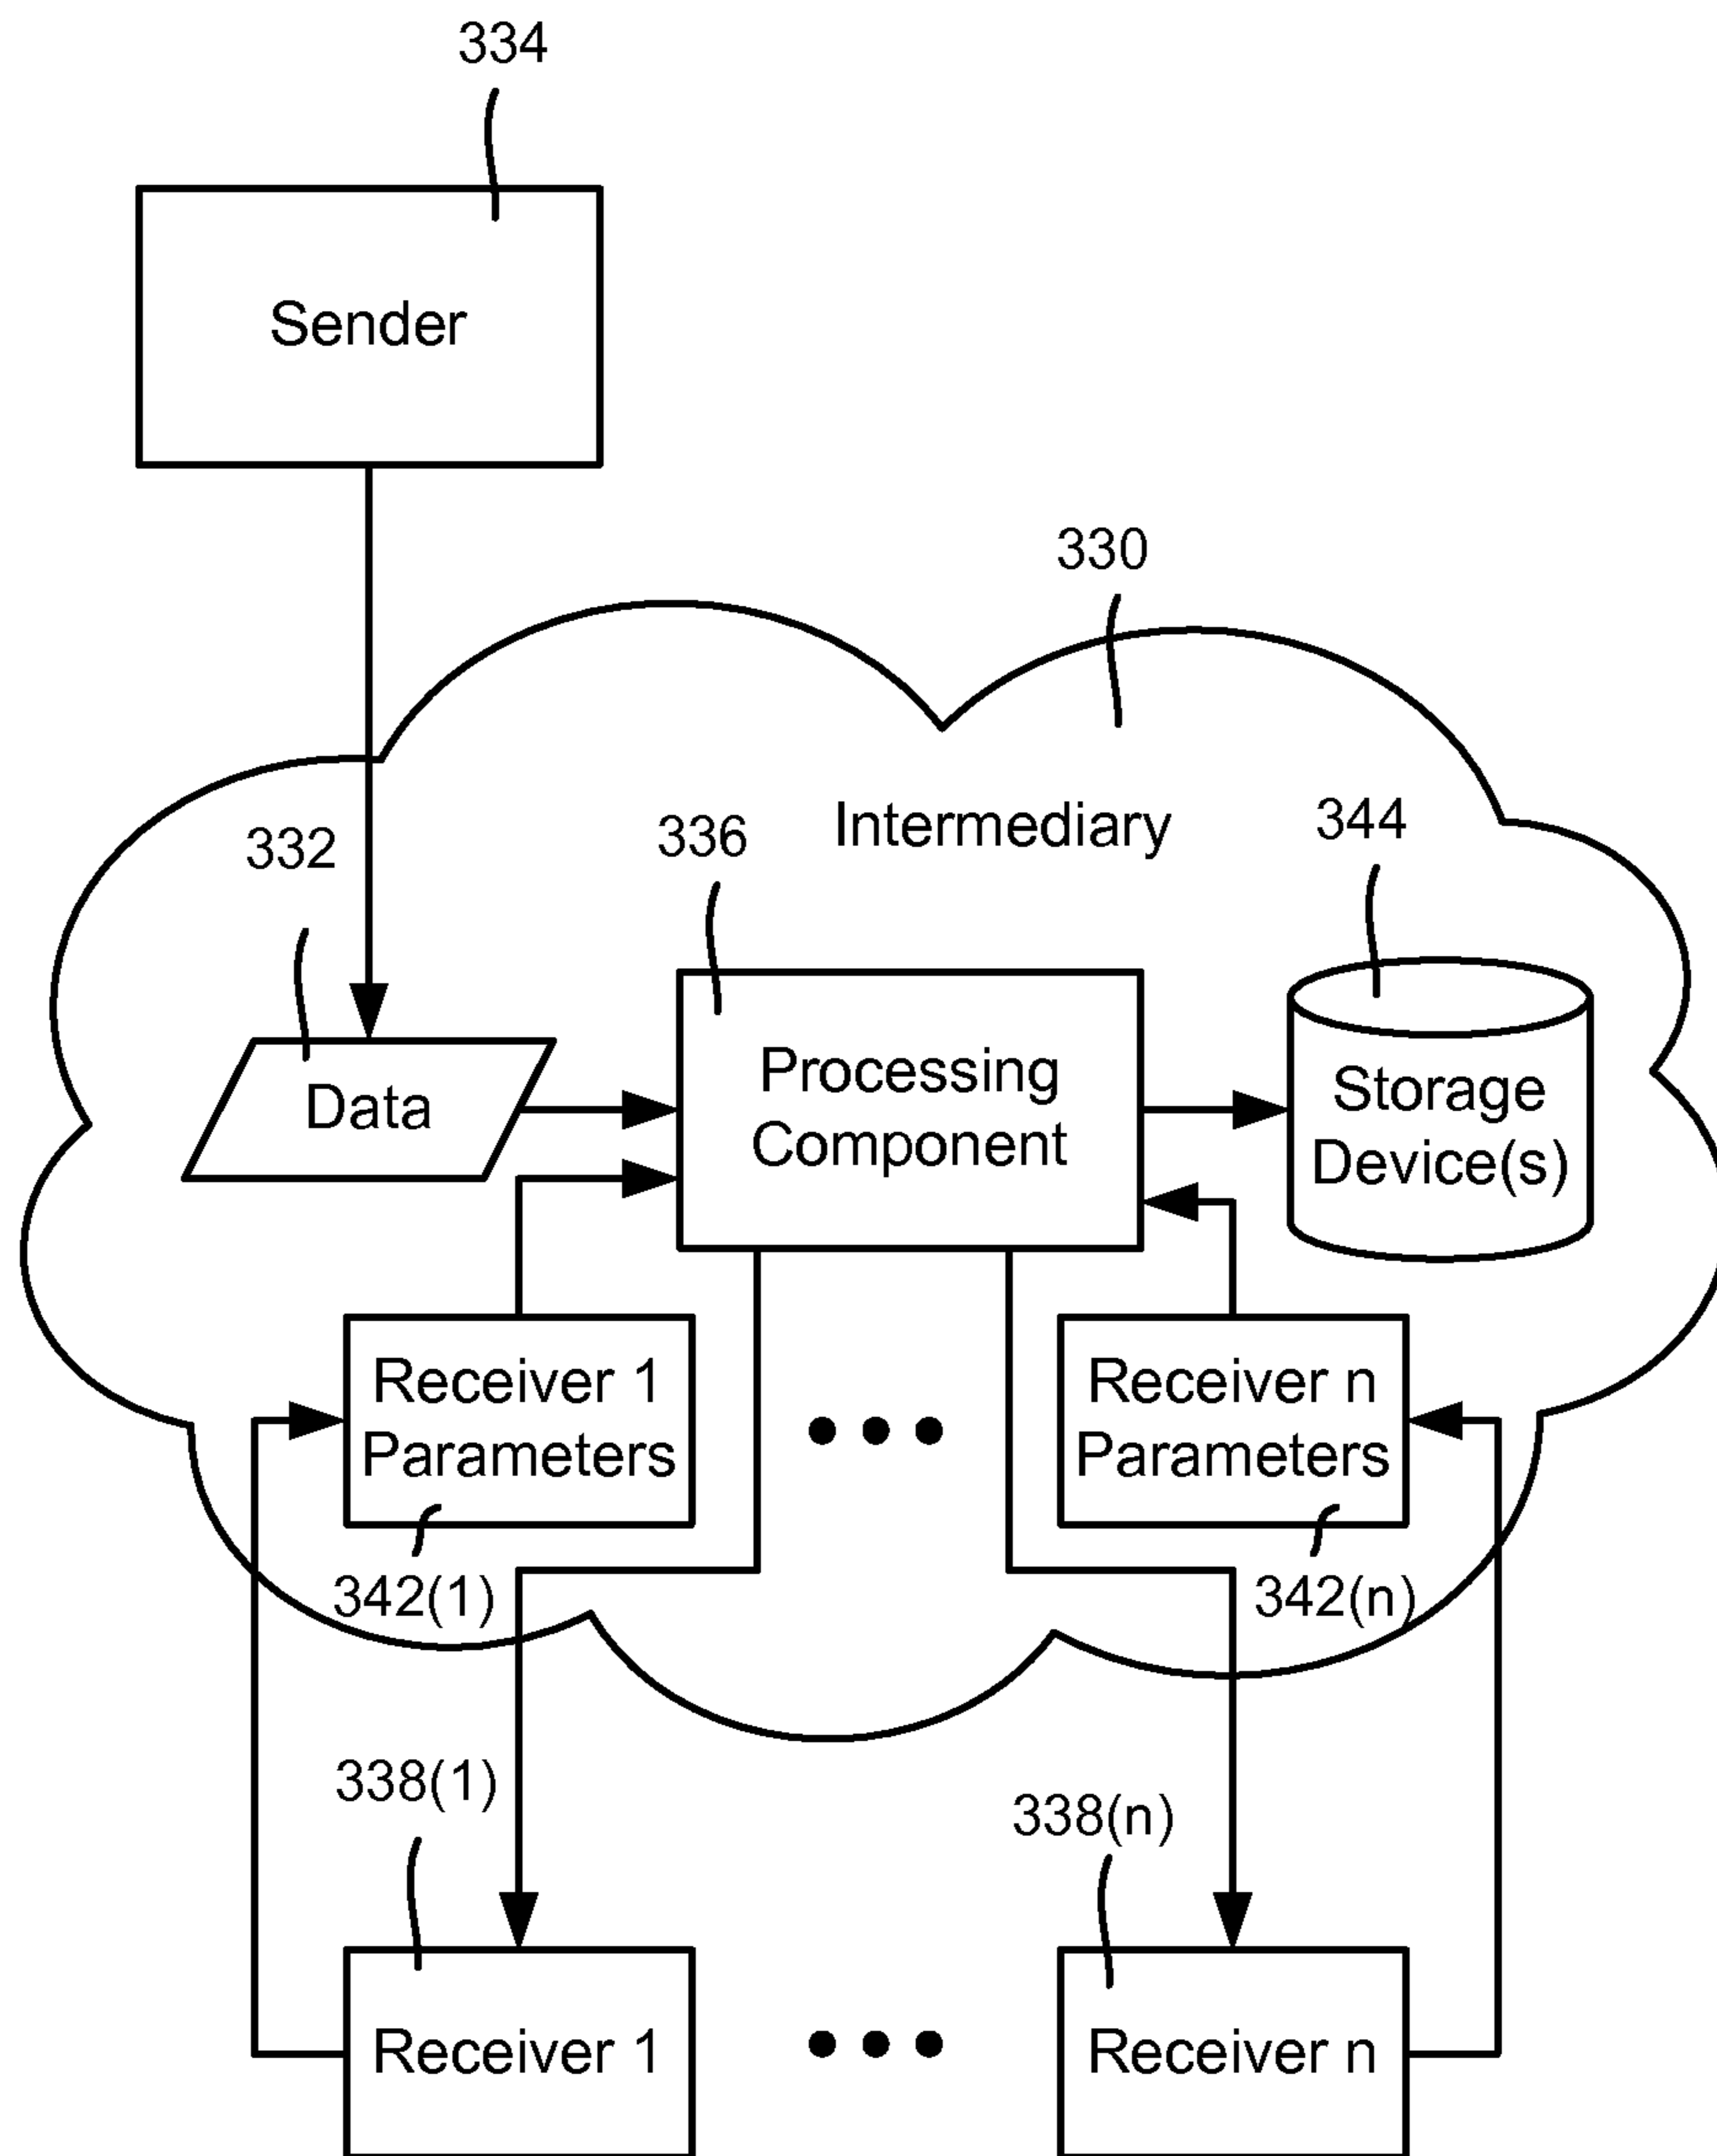 334
Sender
330
Intermediary
344
336
332
Processing
Component
Storage
Device(s)
Data
Receiver 1
Parameters
Receiver n
Parameters
342(1)
342(n)
338(1)
338(n)
Receiver 1
Receiver n